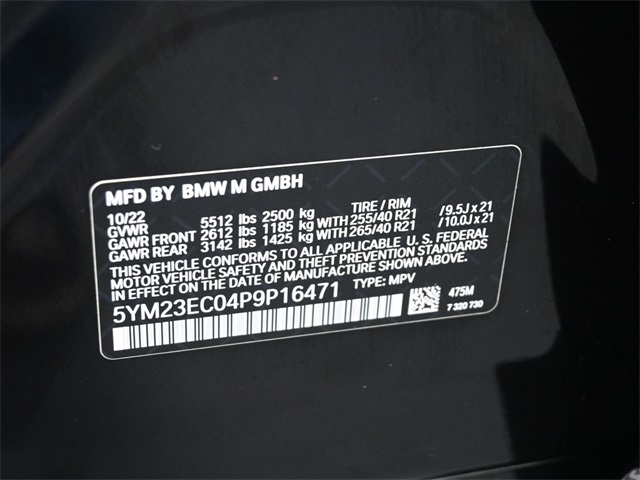 MFD BY BMW M GMBH
10/22 TIRE / RIM
GVWR 5512 lbs 2500 kg
GAWR FRONT 2612 lbs 1185 kg WITH 255/40 R21 /9.5J x 21
GAWR REAR 3142 lbs 1425 kg WITH 265/40 R21 /10.0J x 21
THIS VEHICLE CONFORMS TO ALL APPLICABLE U. S. FEDERAL
MOTOR VEHICLE SAFETY AND THEFT PREVENTION STANDARDS
IN EFFECT ON THE DATE OF MANUFACTURE SHOWN ABOVE.
5YM23EC04P9P16471 TYPE: MPV
475M
7 320 730